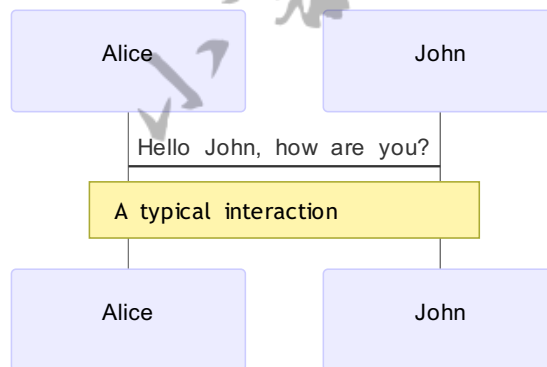 Alice
John
Hello John, how are you?
A typical interaction
Alice
John